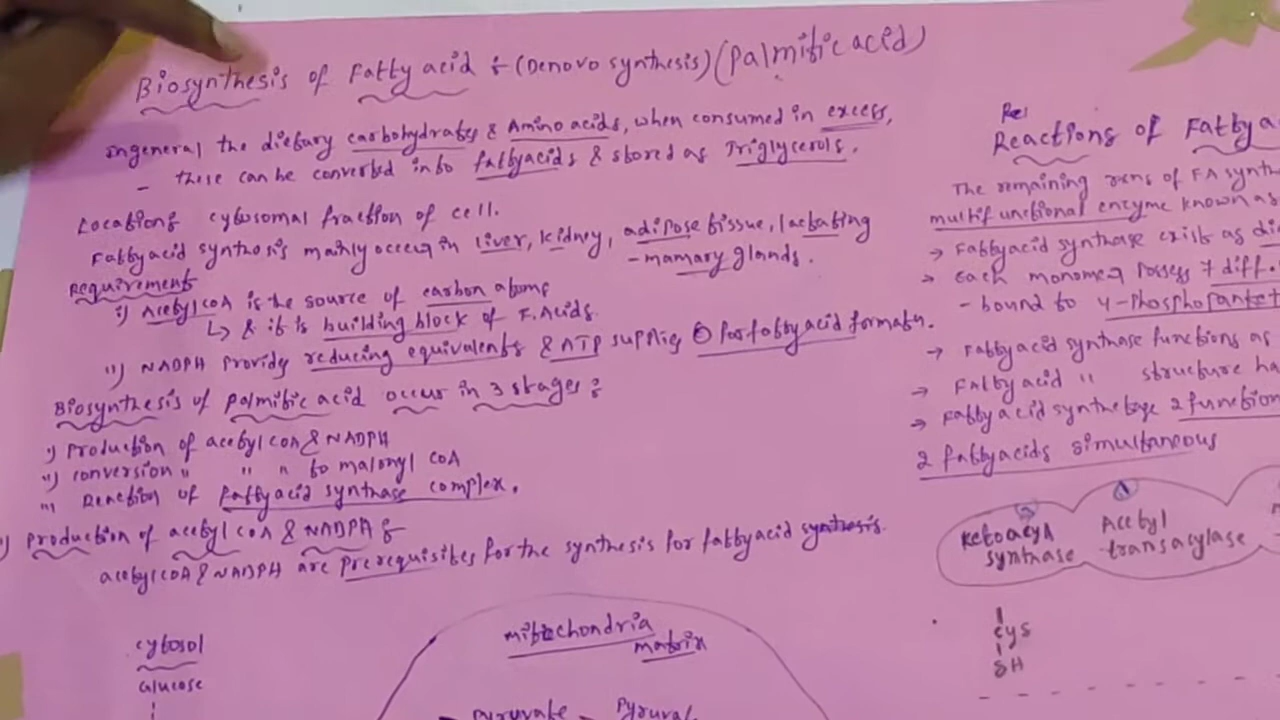 Biosynthesis of Fatty acid :- (Denovo synthesis) (Palmitic acid)
Ingeneral the dietary carbohydrates & Amino acids, when consumed in excess,
- these can be converted into fattyacids & stored as Triglycerols.
Location: cytosomal fraction of cell.
Fattyacid synthesis mainly occurs in liver, kidney, adipose tissue, lactating
- mamary glands.
requirements
i) Acetyl coA is the source of carbon atoms
↳ & it is building block of F. Acids.
ii) NADPH provides reducing equivalents & ATP supplies for fattyacid formatn.
Biosynthesis of palmitic acid occur in 3 stages :
i) Production of acetyl coA & NADPH
ii) conversion " " " to malonyl coA
iii) Reaction of Fattyacid synthase complex.
) production of acetyl coA & NADPH :-
acetylcoA & NADPH are prerequisites for the synthesis for fattyacid synthesis.
cytosol
Glucose
mitochondria
matrix
pyruvate
pyruvat
Re:
Reactions of Fatty a
The remaining rxns of FA synth
multifunctional enzyme known as
→ Fattyacid synthase exist as di
→ Each monomer possess 7 diff.
- bound to 4-phosphopantet
→ Fattyacid synthase functions as
→ Fattyacid " structure ha
→ Fattyacid synthetase 2 function
2 fattyacids simultaneous
Ketoacyl
synthase
Acetyl
transacylase
cys
SH